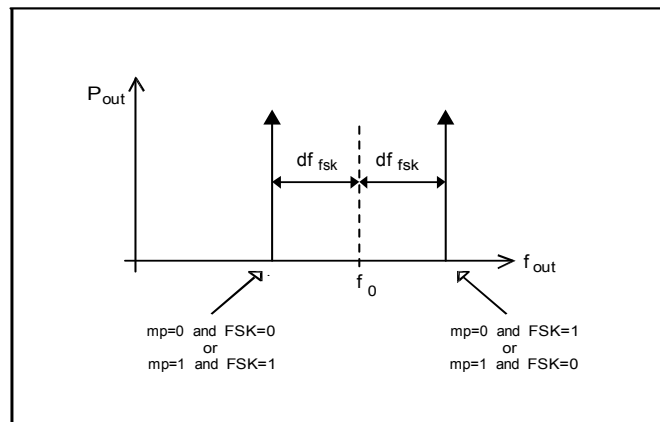 P out
df fsk
df fsk
f out
f 0
mp=0 and FSK=0
or
mp=1 and FSK=1
mp=0 and FSK=1
or
mp=1 and FSK=0